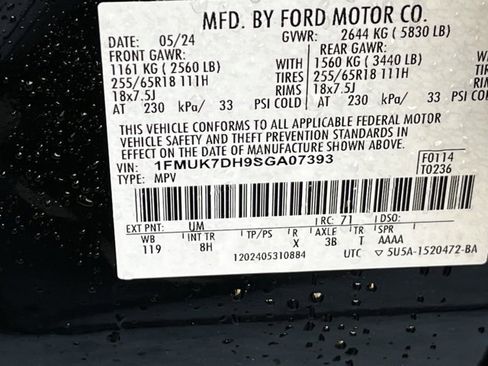 MFD. BY FORD MOTOR CO.
DATE: 05/24 GVWR: 2644 KG ( 5830 LB)
FRONT GAWR: REAR GAWR:
1161 KG ( 2560 LB) WITH 1560 KG ( 3440 LB) WITH
255/65R18 111H TIRES 255/65R18 111H TIRES
18x7.5J RIMS 18x7.5J RIMS
AT 230 kPa/ 33 PSI COLD AT 230 kPa/ 33 PSI COLD
THIS VEHICLE CONFORMS TO ALL APPLICABLE FEDERAL MOTOR
VEHICLE SAFETY AND THEFT PREVENTION STANDARDS IN
EFFECT ON THE DATE OF MANUFACTURE SHOWN ABOVE.
VIN: 1FMUK7DH9SGA07393 F0114
TYPE: MPV T0236
EXT PNT: UM RC: 71
WB INT TR TP/PS R AXLE TR SPR
119 8H X 3B T AAAA
1202405310884 UTC ▽ 5U5A-1520472-BA